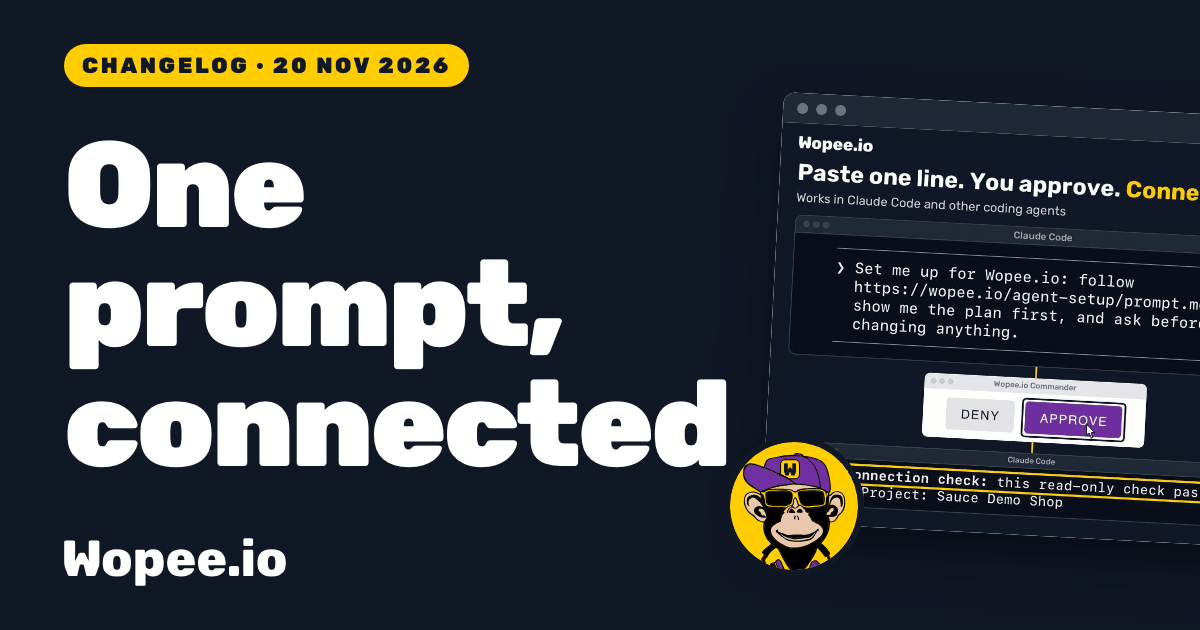 CHANGELOG • 20 NOV 2026
One
prompt,
connected
Wopee.io
Wopee.io
Paste one line. You approve. Conne
Works in Claude Code and other coding agents
Claude Code
❯ Set me up for Wopee.io: follow
https://wopee.io/agent-setup/prompt.m
show me the plan first, and ask befor
changing anything.
Wopee.io Commander
DENY
APPROVE
Claude Code
onnection check: this read-only check pas
Project: Sauce Demo Shop
W